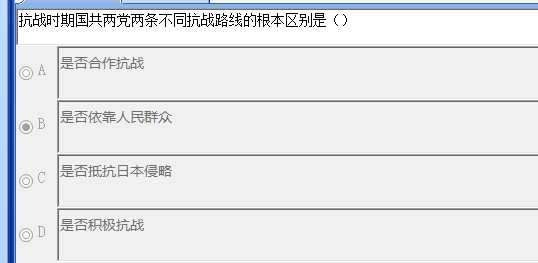 抗战时期国共两党两条不同抗战路线的根本区别是（）
A 是否合作抗战
B 是否依靠人民群众
C 是否抵抗日本侵略
D 是否积极抗战